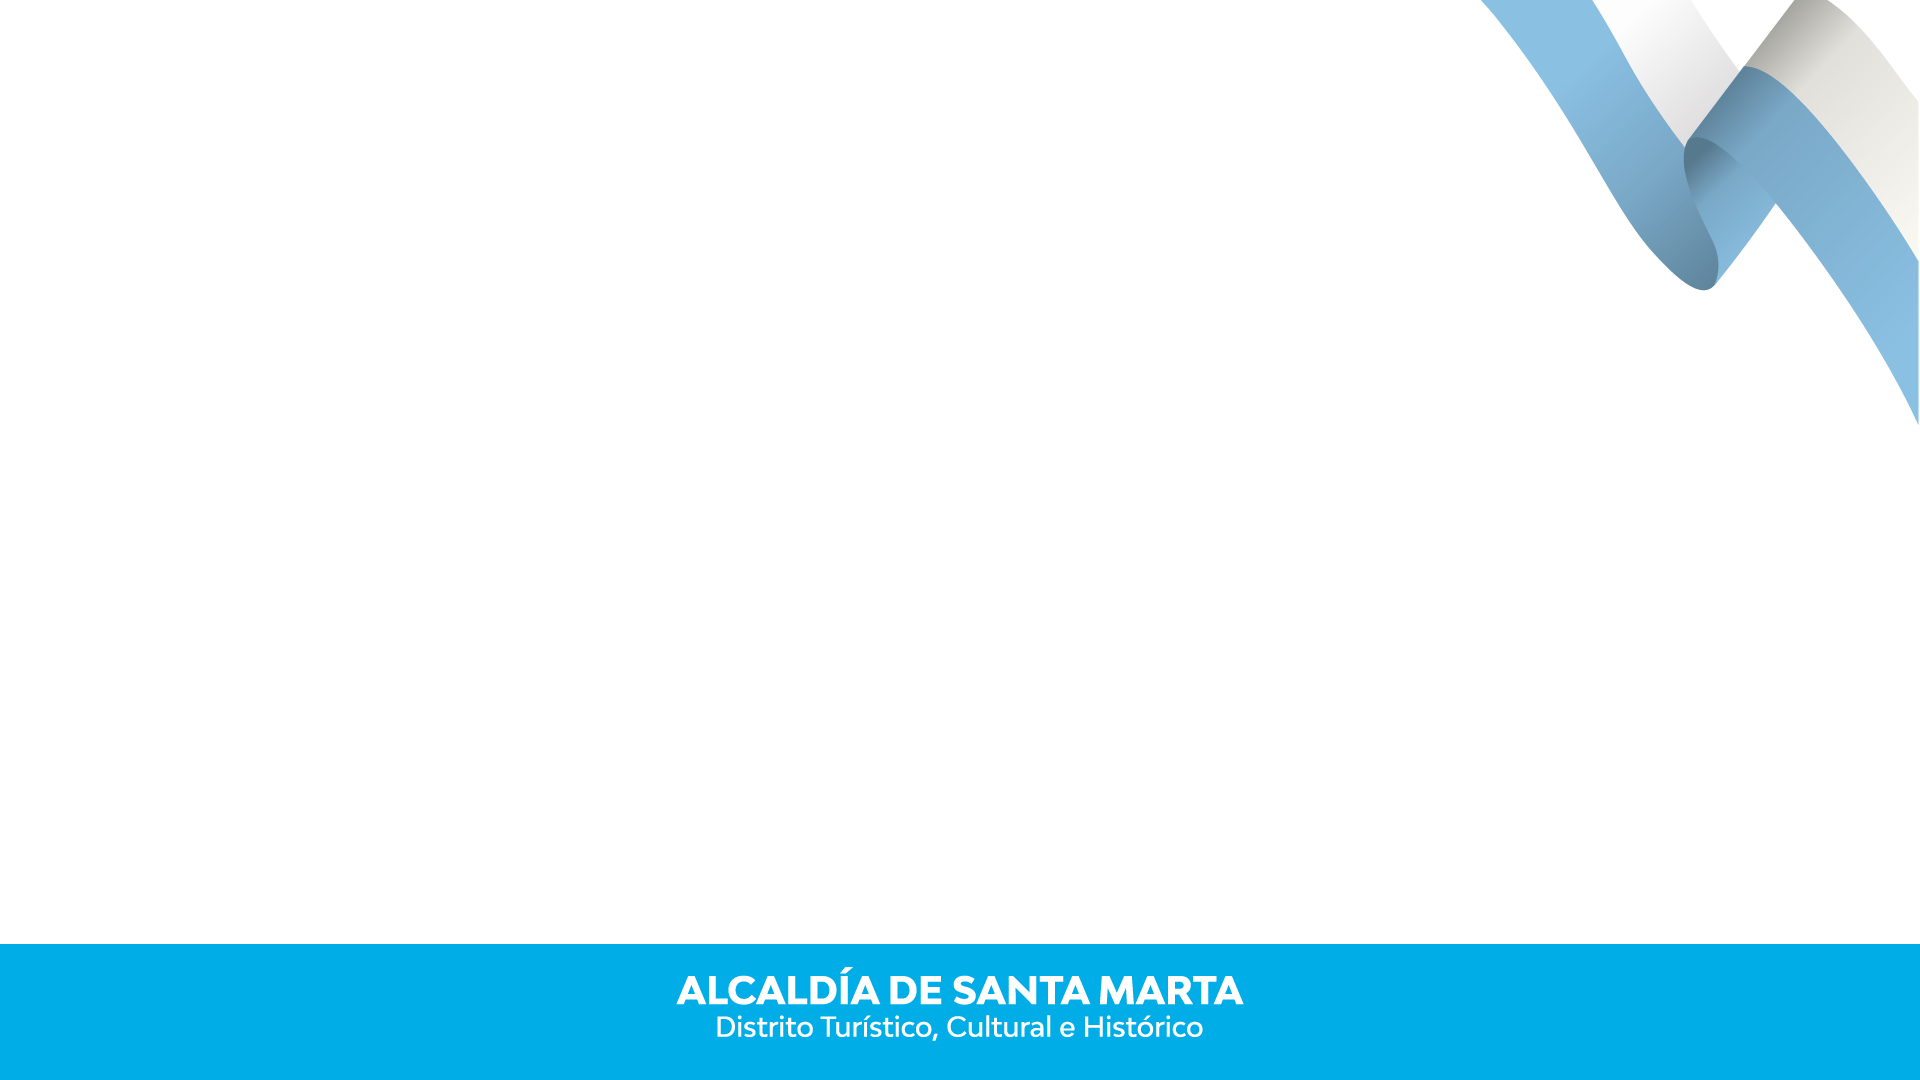 ALCALDÍA DE SANTA MARTA
Distrito Turístico, Cultural e Histórico